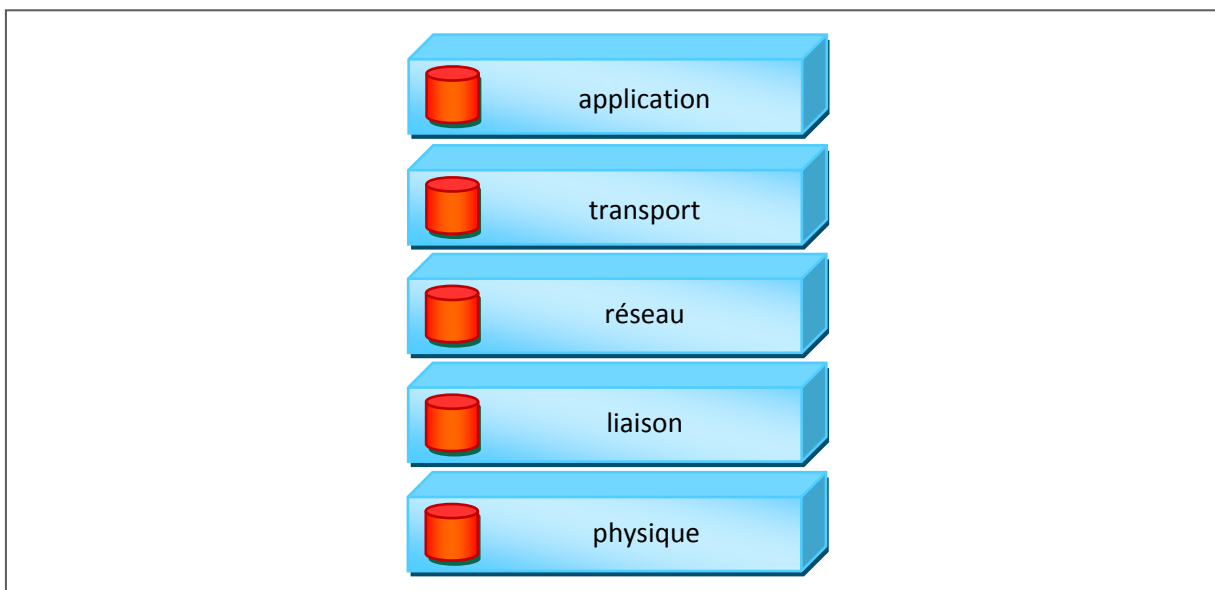 application
transport
réseau
liaison
physique